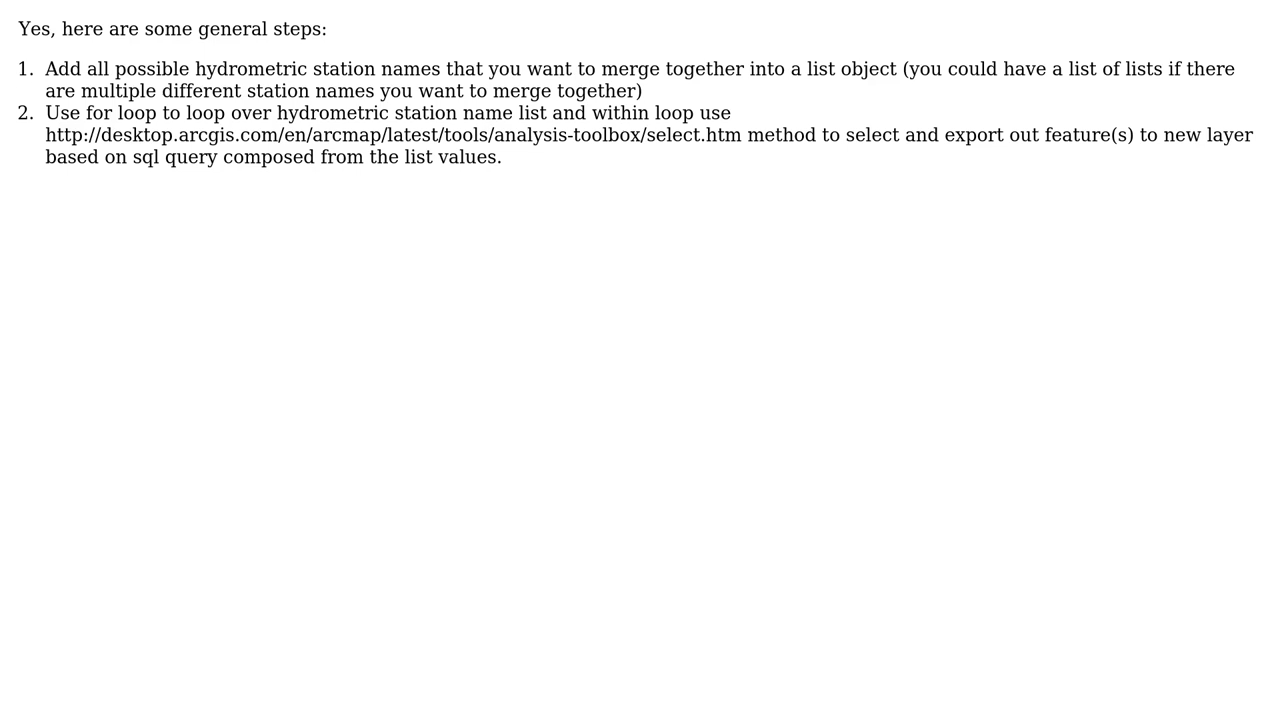 Yes, here are some general steps:
1. Add all possible hydrometric station names that you want to merge together into a list object (you could have a list of lists if there
are multiple different station names you want to merge together)
2. Use for loop to loop over hydrometric station name list and within loop use
http://desktop.arcgis.com/en/arcmap/latest/tools/analysis-toolbox/select.htm method to select and export out feature(s) to new layer
based on sql query composed from the list values.